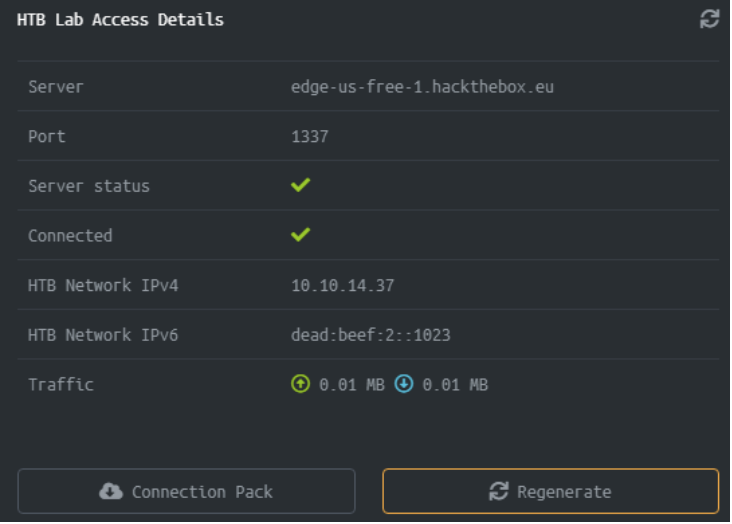 HTB Lab Access Details
Server edge-us-free-1.hackthebox.eu
Port 1337
Server status
Connected
HTB Network IPv4 10.10.14.37
HTB Network IPv6 dead:beef:2::1023
Traffic 0.01 MB 0.01 MB
Connection Pack Regenerate